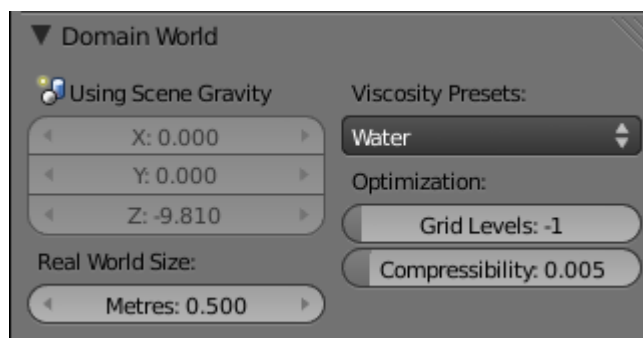 Domain World
Using Scene Gravity
X: 0.000
Y: 0.000
Z: -9.810
Real World Size:
Metres: 0.500
Viscosity Presets:
Water
Optimization:
Grid Levels: -1
Compressibility: 0.005